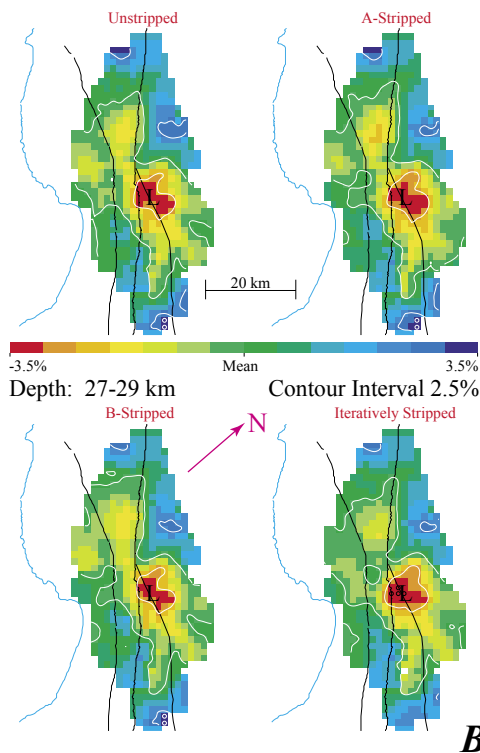 Unstripped A-Stripped
L L
20 km
-3.5% Mean 3.5%
Depth: 27-29 km Contour Interval 2.5%
B-Stripped Iteratively Stripped
N
L L
B